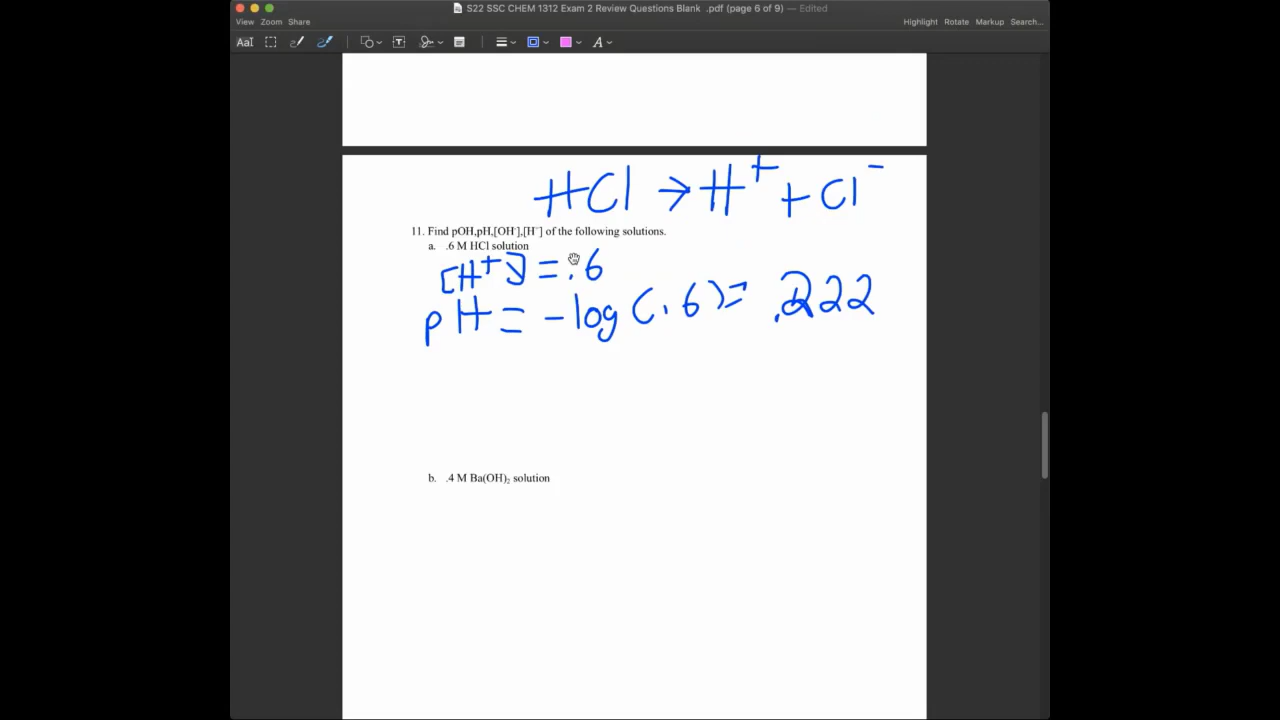 S22 SSC CHEM 1312 Exam 2 Review Questions Blank .pdf (page 6 of 9) — Edited
View Zoom Share
Highlight Rotate Markup Search...
HCl → H⁺ + Cl⁻
11. Find pOH,pH,[OH⁻],[H⁺] of the following solutions.
a. .6 M HCl solution
[H⁺] = .6
pH = -log(.6) = .222
b. .4 M Ba(OH)₂ solution